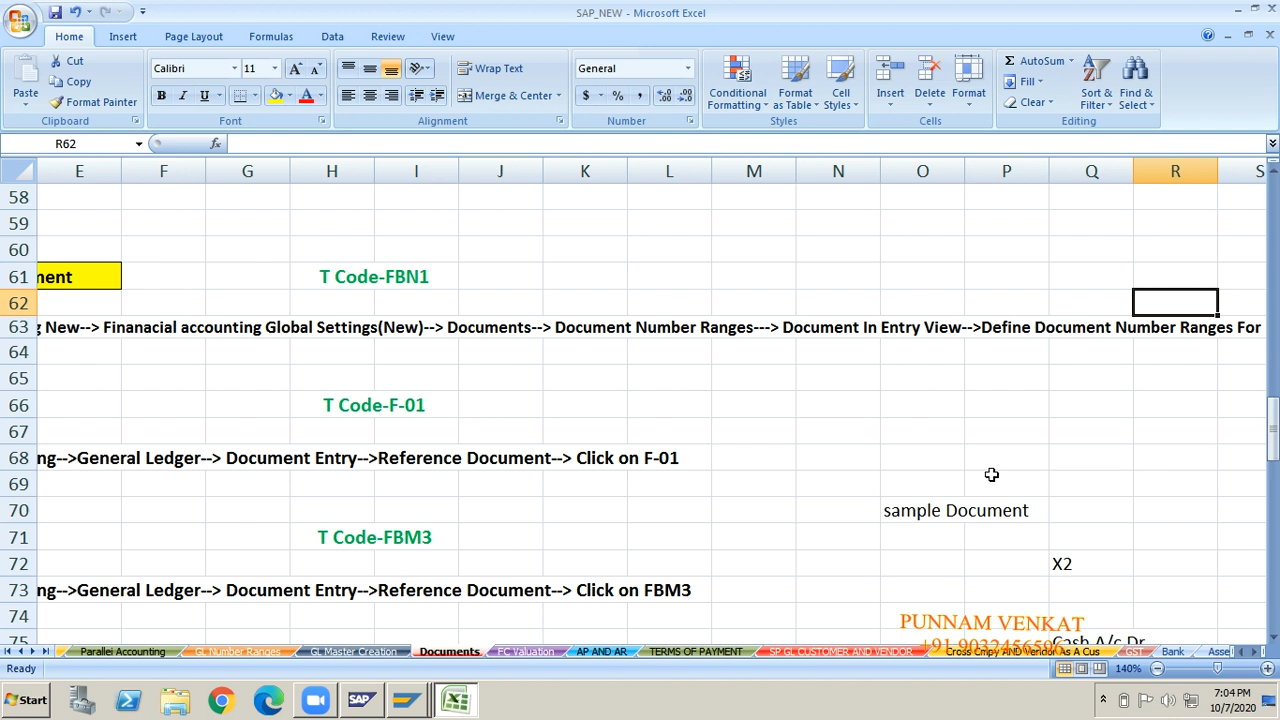 SAP_NEW - Microsoft Excel
Home Insert Page Layout Formulas Data Review View
Cut
Copy
Format Painter
Paste
Clipboard
Calibri 11
B I U
Font
Wrap Text
Merge & Center
Alignment
General
$ % ,
Number
Conditional Formatting
Format as Table
Cell Styles
Styles
Insert Delete Format
Cells
AutoSum
Fill
Clear
Sort & Filter
Find & Select
Editing
R62 fx
E F G H I J K L M N O P Q R S
58
59
60
61 ment T Code-FBN1
62
63 g New--> Finanacial accounting Global Settings(New)--> Documents--> Document Number Ranges---> Document In Entry View-->Define Document Number Ranges For
64
65
66 T Code-F-01
67
68 ng-->General Ledger--> Document Entry-->Reference Document--> Click on F-01
69
70 sample Document
71 T Code-FBM3
72 X2
73 ng-->General Ledger--> Document Entry-->Reference Document--> Click on FBM3
74
PUNNAM VENKAT
75 Cash A/c Dr
+91 9032456596
Parallel Accounting GL Number Ranges GL Master Creation Documents FC Valuation AP AND AR TERMS OF PAYMENT SP GL CUSTOMER AND VENDOR Cross Cmpy AND Vendor As A Cus GST Bank Asse
Ready 140%
Start
7:04 PM
10/7/2020